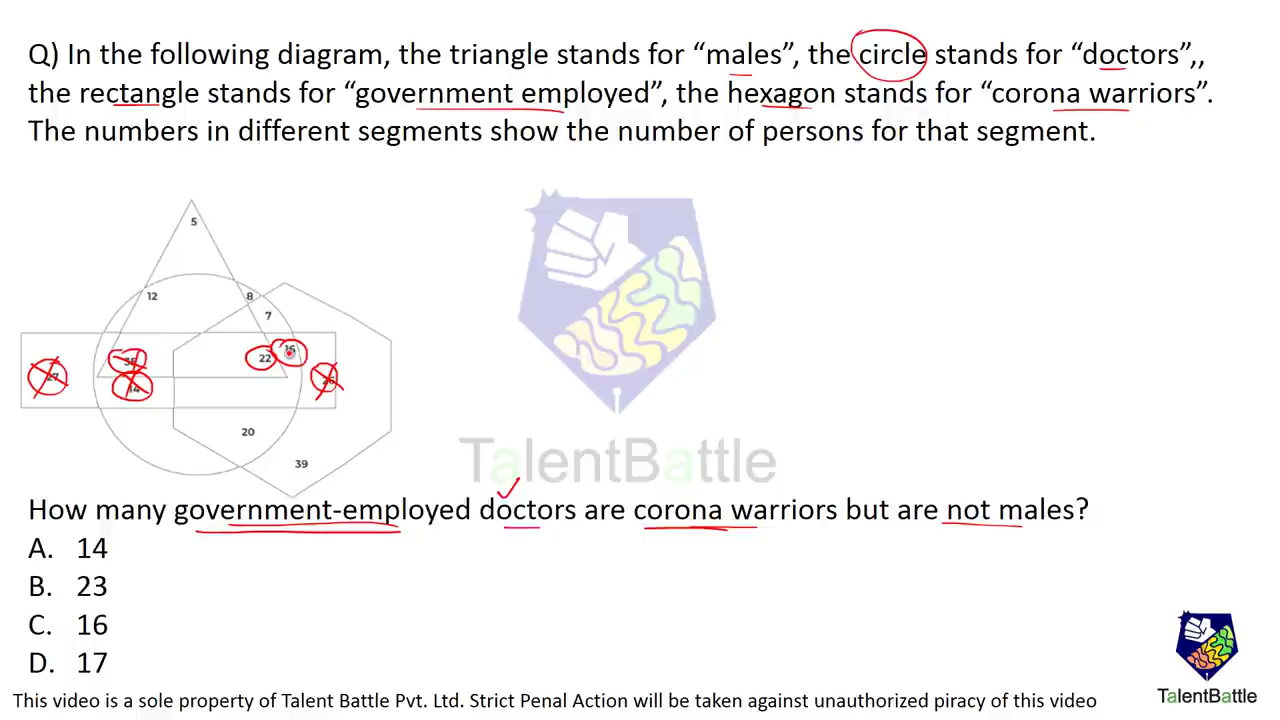 Q) In the following diagram, the triangle stands for “males”, the circle stands for “doctors”,,
the rectangle stands for “government employed”, the hexagon stands for “corona warriors”.
The numbers in different segments show the number of persons for that segment.
5
12
8
7
16
22
14
20
39
TalentBattle
How many government-employed doctors are corona warriors but are not males?
A. 14
B. 23
C. 16
D. 17
TalentBattle
This video is a sole property of Talent Battle Pvt. Ltd. Strict Penal Action will be taken against unauthorized piracy of this video